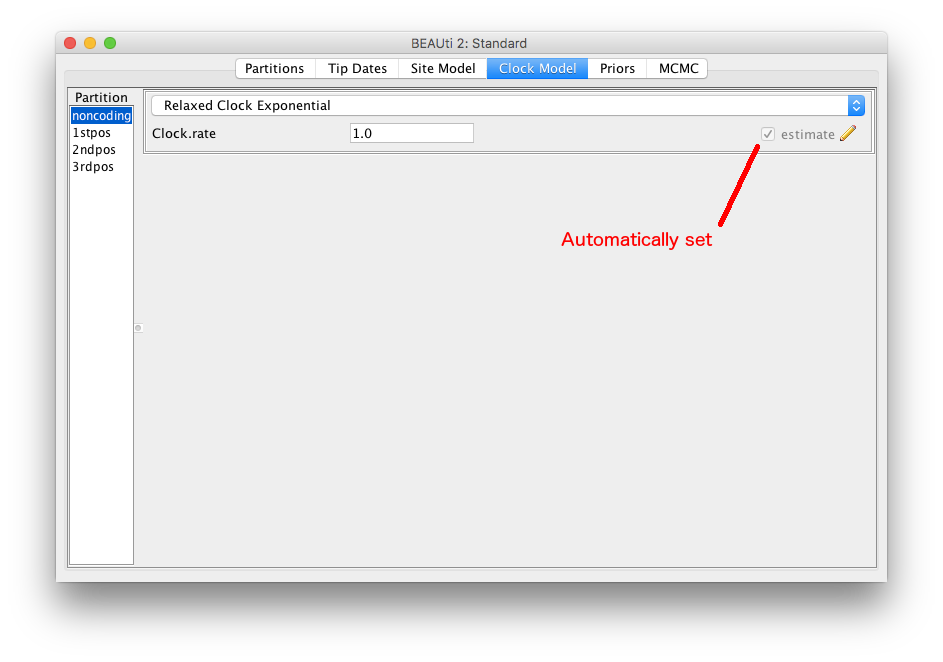 BEAUti 2: Standard
Partitions Tip Dates Site Model Clock Model Priors MCMC
Partition
noncoding
1stpos
2ndpos
3rdpos
Relaxed Clock Exponential
Clock.rate 1.0 estimate
Automatically set